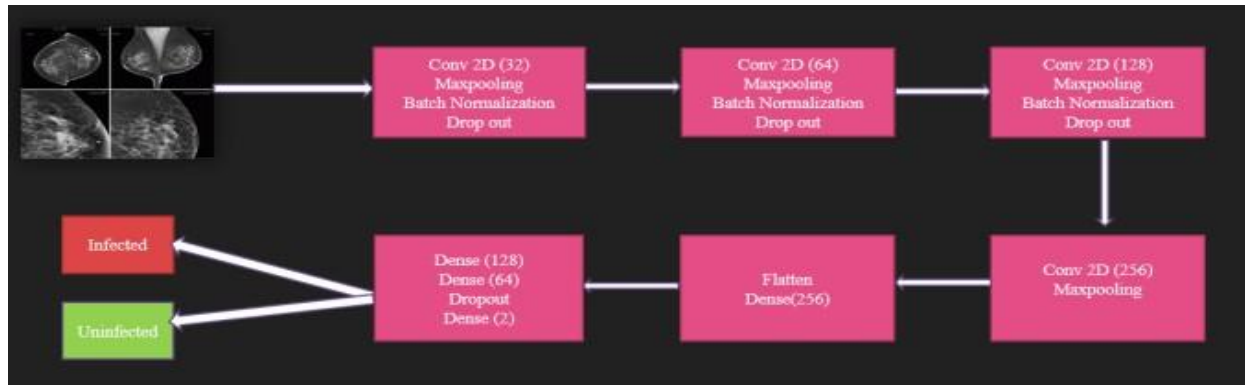 Conv 2D (32)
Maxpooling
Batch Normalization
Drop out
Conv 2D (64)
Maxpooling
Batch Normalization
Drop out
Conv 2D (128)
Maxpooling
Batch Normalization
Drop out
Conv 2D (256)
Maxpooling
Flatten
Dense(256)
Dense (128)
Dense (64)
Dropout
Dense (2)
Infected
Uninfected